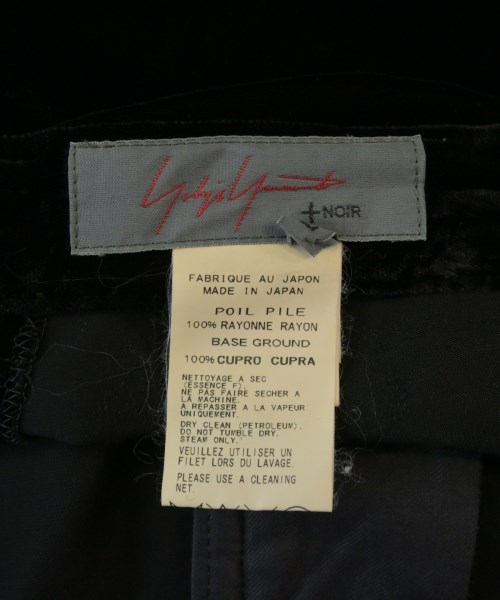 Yohji Yamamoto
+NOIR
FABRIQUE AU JAPON
MADE IN JAPAN
POIL PILE
100% RAYONNE RAYON
BASE GROUND
100% CUPRO CUPRA
NETTOYAGE A SEC
(ESSENCE F).
NE PAS FAIRE SECHER A
LA MACHINE.
A REPASSER A LA VAPEUR
UNIQUEMENT.
DRY CLEAN (PETROLEUM).
DO NOT TUMBLE DRY.
STEAM ONLY.
VEUILLEZ UTILISER UN
FILET LORS DU LAVAGE.
PLEASE USE A CLEANING
NET.